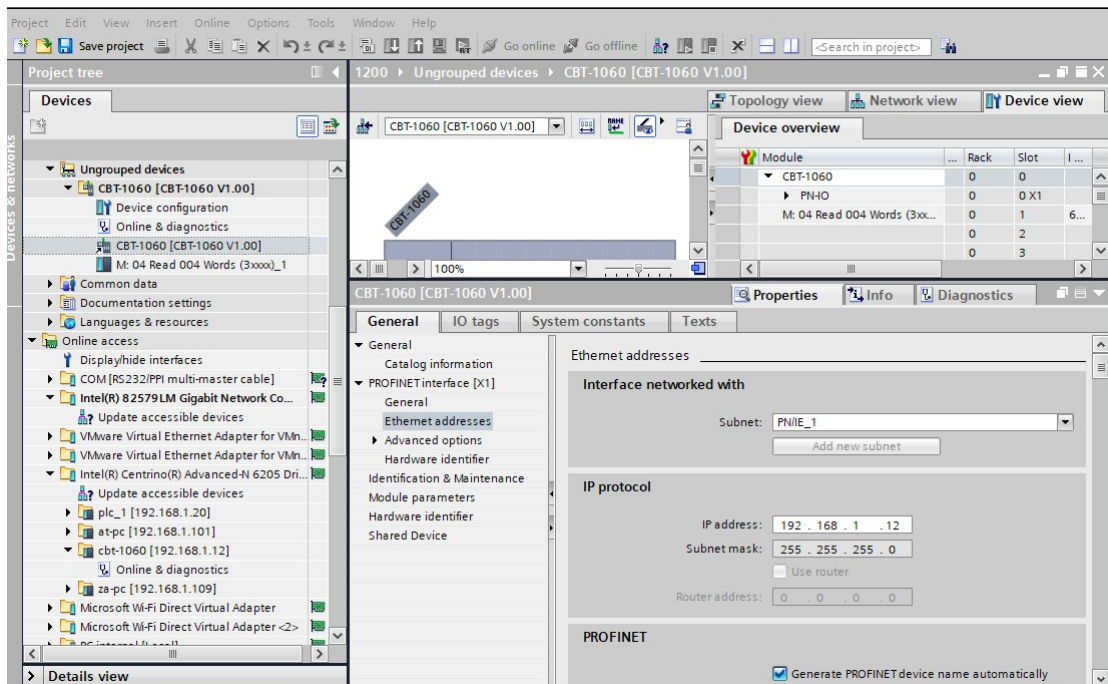 Project Edit View Insert Online Options Tools Window Help
Save project Go online Go offline <Search in project>
Project tree
Devices
Devices & networks
Ungrouped devices
CBT-1060 [CBT-1060 V1.00]
Device configuration
Online & diagnostics
CBT-1060 [CBT-1060 V1.00]
M: 04 Read 004 Words (3xxxx)_1
Common data
Documentation settings
Languages & resources
Online access
Display/hide interfaces
COM [RS232/PPI multi-master cable]
Intel(R) 82579LM Gigabit Network Co...
Update accessible devices
VMware Virtual Ethernet Adapter for VMn...
VMware Virtual Ethernet Adapter for VMn...
Intel(R) Centrino(R) Advanced-N 6205 Dri...
Update accessible devices
plc_1 [192.168.1.20]
at-pc [192.168.1.101]
cbt-1060 [192.168.1.12]
Online & diagnostics
za-pc [192.168.1.109]
Microsoft Wi-Fi Direct Virtual Adapter
Microsoft Wi-Fi Direct Virtual Adapter <2>
Details view
1200 Ungrouped devices CBT-1060 [CBT-1060 V1.00]
Topology view Network view Device view
CBT-1060 [CBT-1060 V1.00]
CBT-1060
100%
Device overview
Module ... Rack Slot I ...
CBT-1060 0 0
PN-IO 0 0 X1
M: 04 Read 004 Words (3xx... 0 1 6...
0 2
0 3
CBT-1060 [CBT-1060 V1.00]
Properties Info Diagnostics
General IO tags System constants Texts
General
Catalog information
PROFINET interface [X1]
General
Ethernet addresses
Advanced options
Hardware identifier
Identification & Maintenance
Module parameters
Hardware identifier
Shared Device
Ethernet addresses
Interface networked with
Subnet: PN/IE_1
Add new subnet
IP protocol
IP address: 192 . 168 . 1 . 12
Subnet mask: 255 . 255 . 255 . 0
Use router
Router address: 0 . 0 . 0 . 0
PROFINET
Generate PROFINET device name automatically